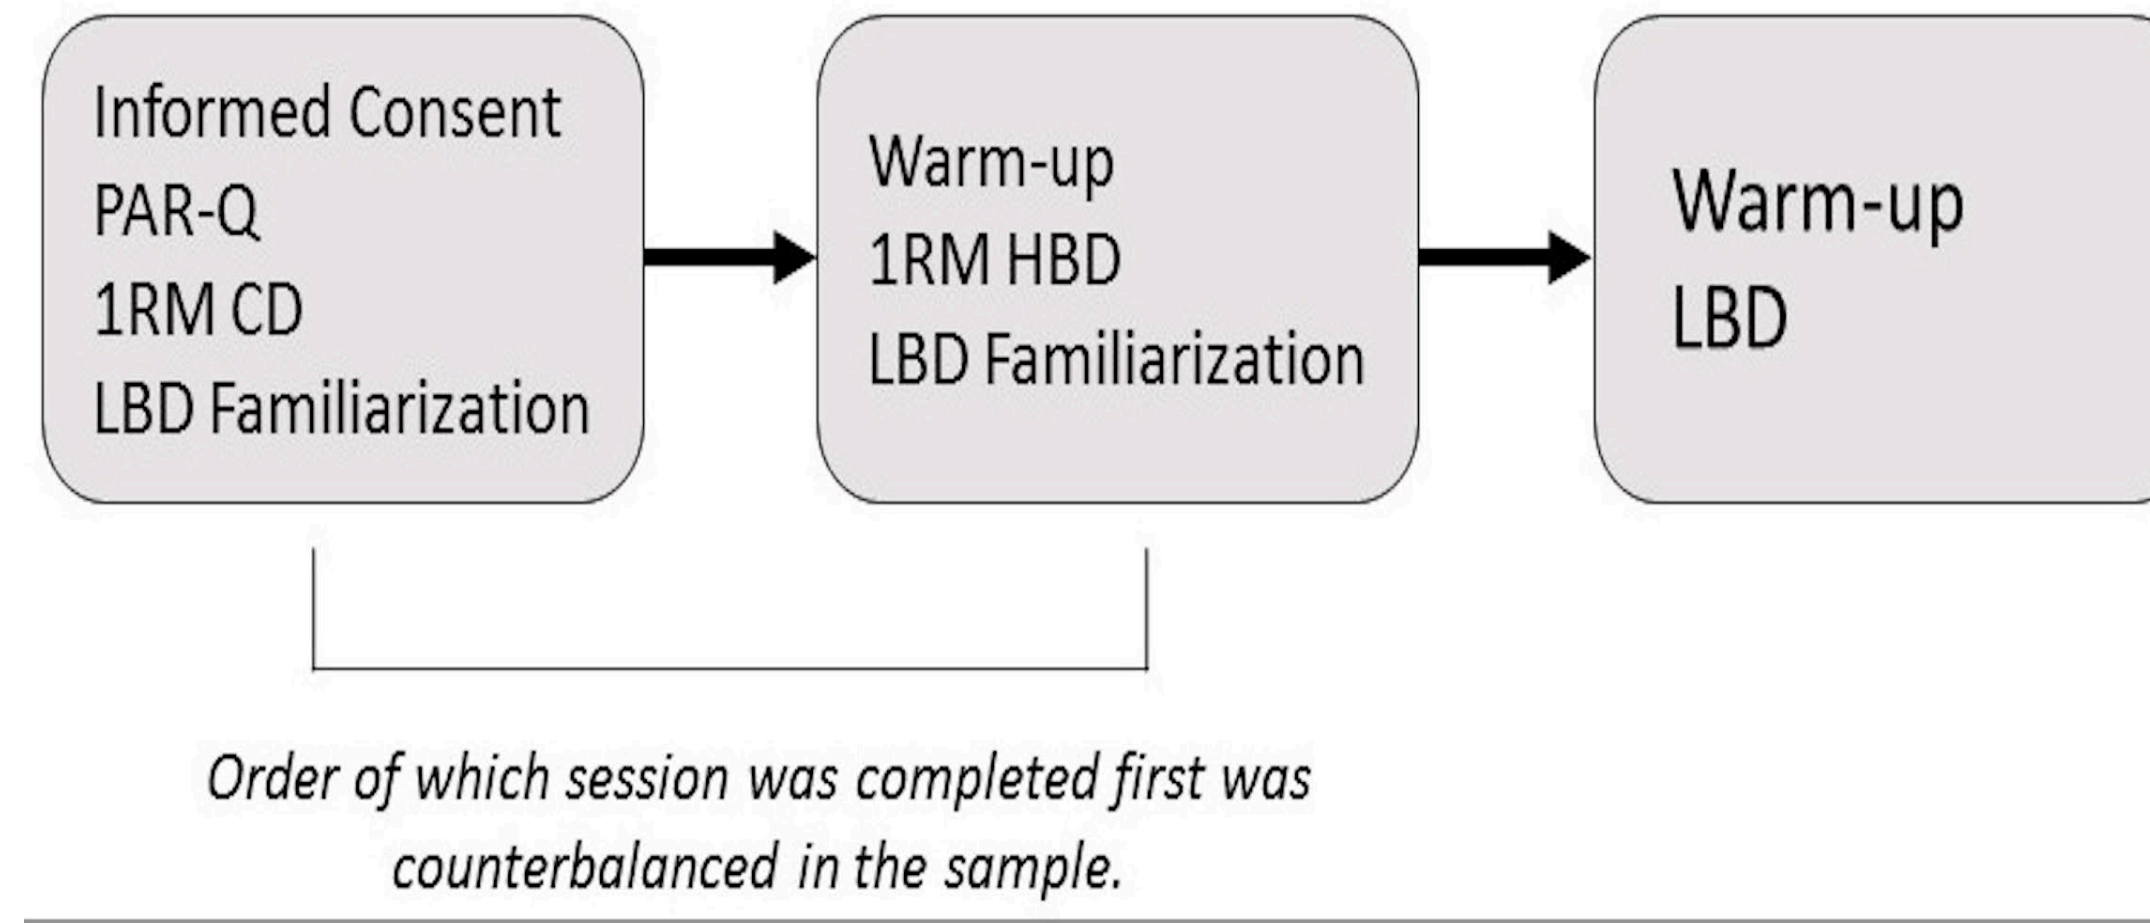 Informed Consent
PAR-Q
1RM CD
LBD Familiarization
Warm-up
1RM HBD
LBD Familiarization
Warm-up
LBD
Order of which session was completed first was
counterbalanced in the sample.